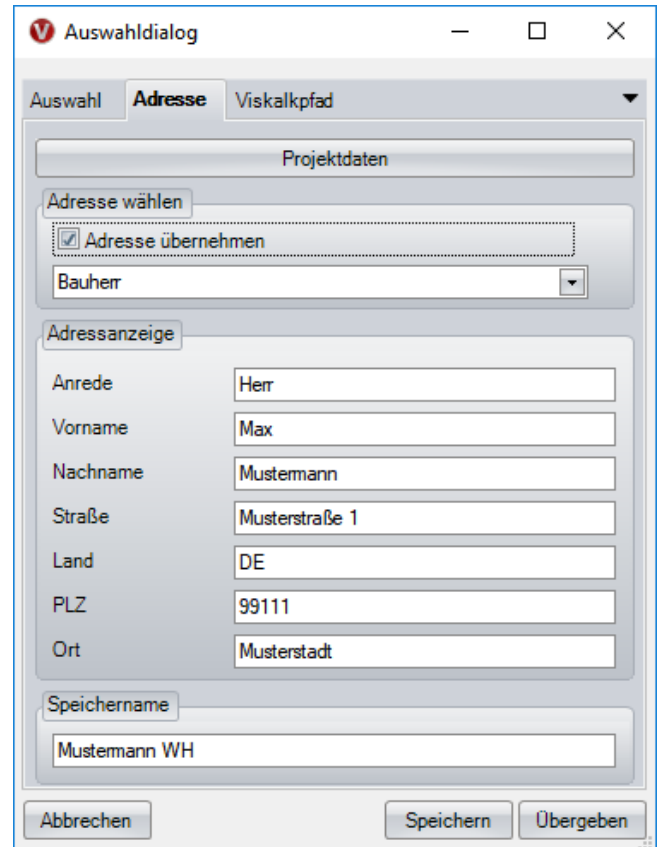 V Auswahldialog
Auswahl Adresse Viskalkpfad
Projektdaten
Adresse wählen
Adresse übernehmen
Bauherr
Adressanzeige
Anrede Herr
Vorname Max
Nachname Mustermann
Straße Musterstraße 1
Land DE
PLZ 99111
Ort Musterstadt
Speichername
Mustermann WH
Abbrechen Speichern Übergeben